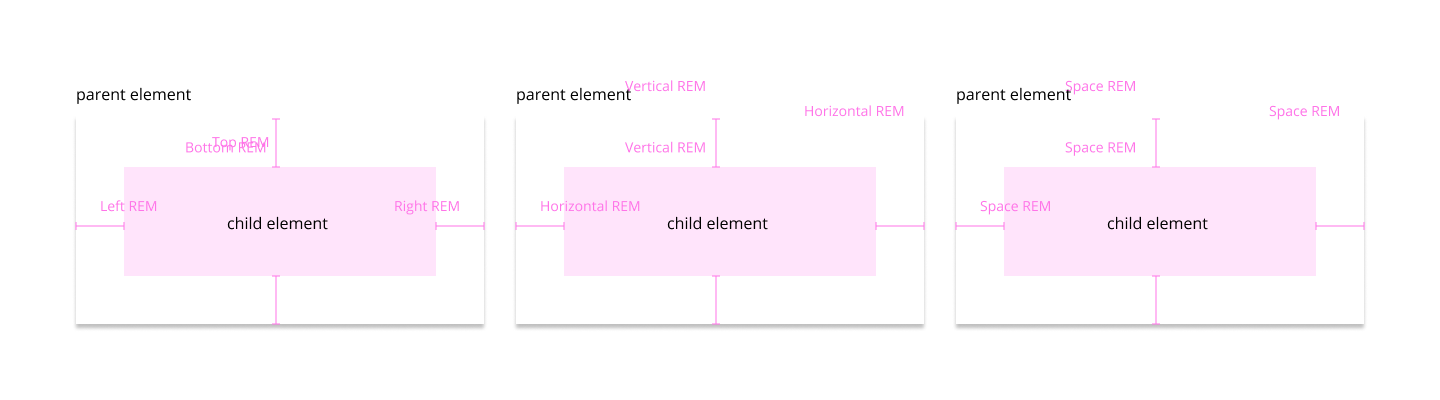 parent element
Top REM
Bottom REM
Left REM
Right REM
child element
Vertical REM
parent element
Horizontal REM
Vertical REM
Horizontal REM
child element
Space REM
parent element
Space REM
Space REM
Space REM
child element